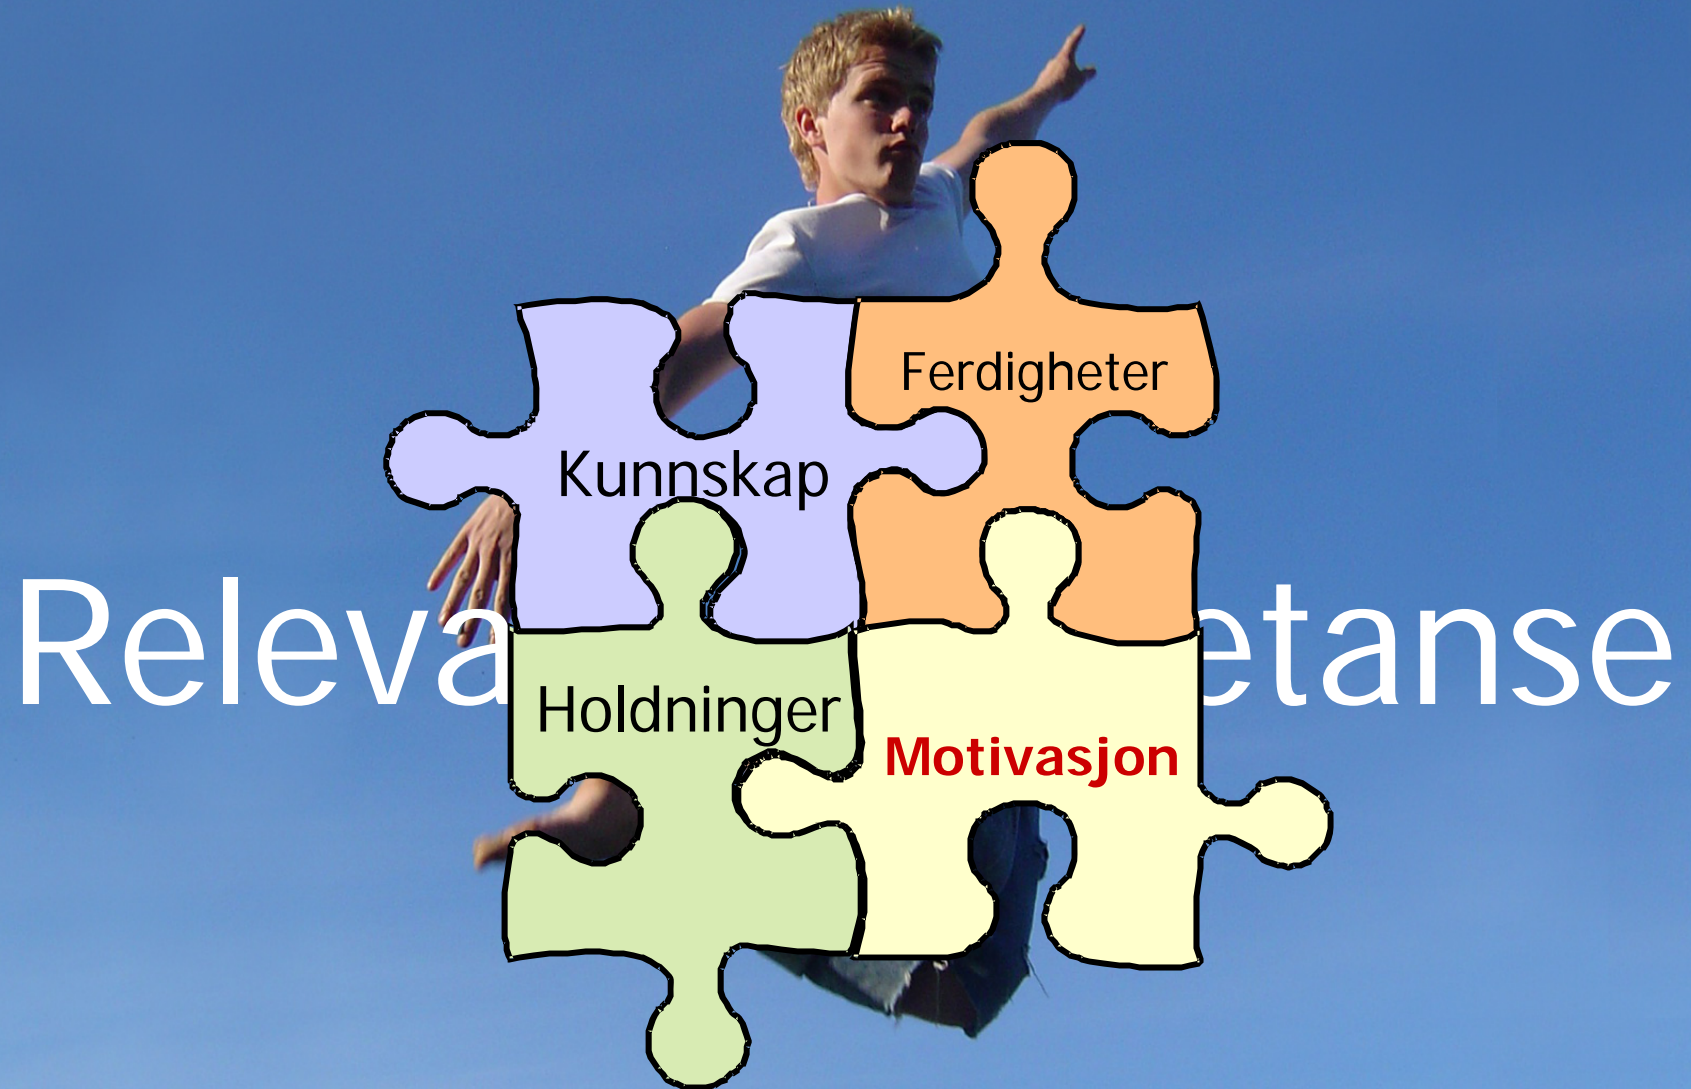 Ferdigheter
Kunnskap
Releva etanse
Holdninger
Motivasjon